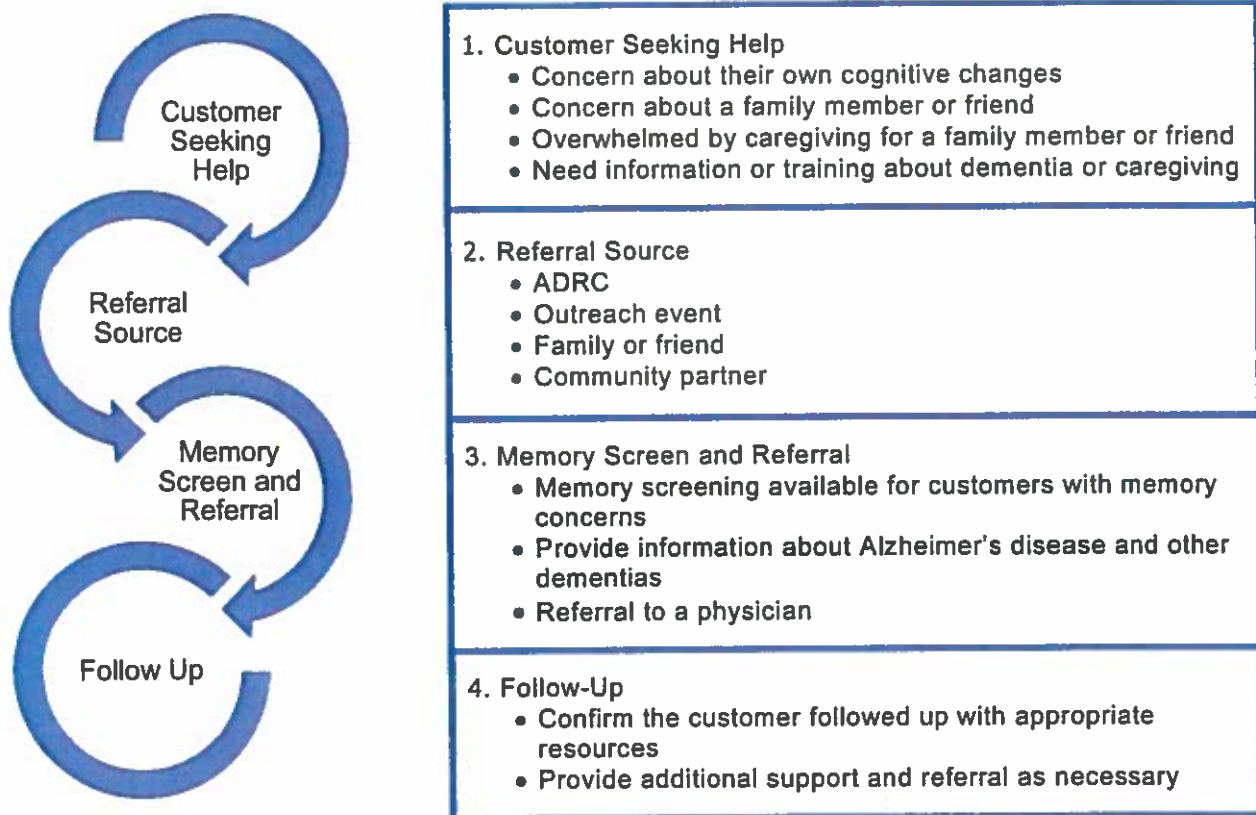 Customer
Seeking
Help
Referral
Source
Memory
Screen and
Referral
Follow Up
1. Customer Seeking Help
• Concern about their own cognitive changes
• Concern about a family member or friend
• Overwhelmed by caregiving for a family member or friend
• Need information or training about dementia or caregiving
2. Referral Source
• ADRC
• Outreach event
• Family or friend
• Community partner
3. Memory Screen and Referral
• Memory screening available for customers with memory
concerns
• Provide information about Alzheimer's disease and other
dementias
• Referral to a physician
4. Follow-Up
• Confirm the customer followed up with appropriate
resources
• Provide additional support and referral as necessary